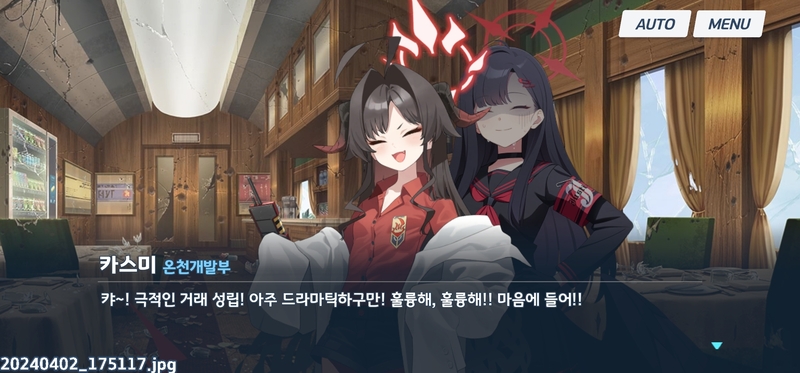 AUTO
MENU
카스미 온천개발부
캬~! 극적인 거래 성립! 아주 드라마틱하구만! 훌륭해, 훌륭해!! 마음에 들어!!
20240402_175117.jpg